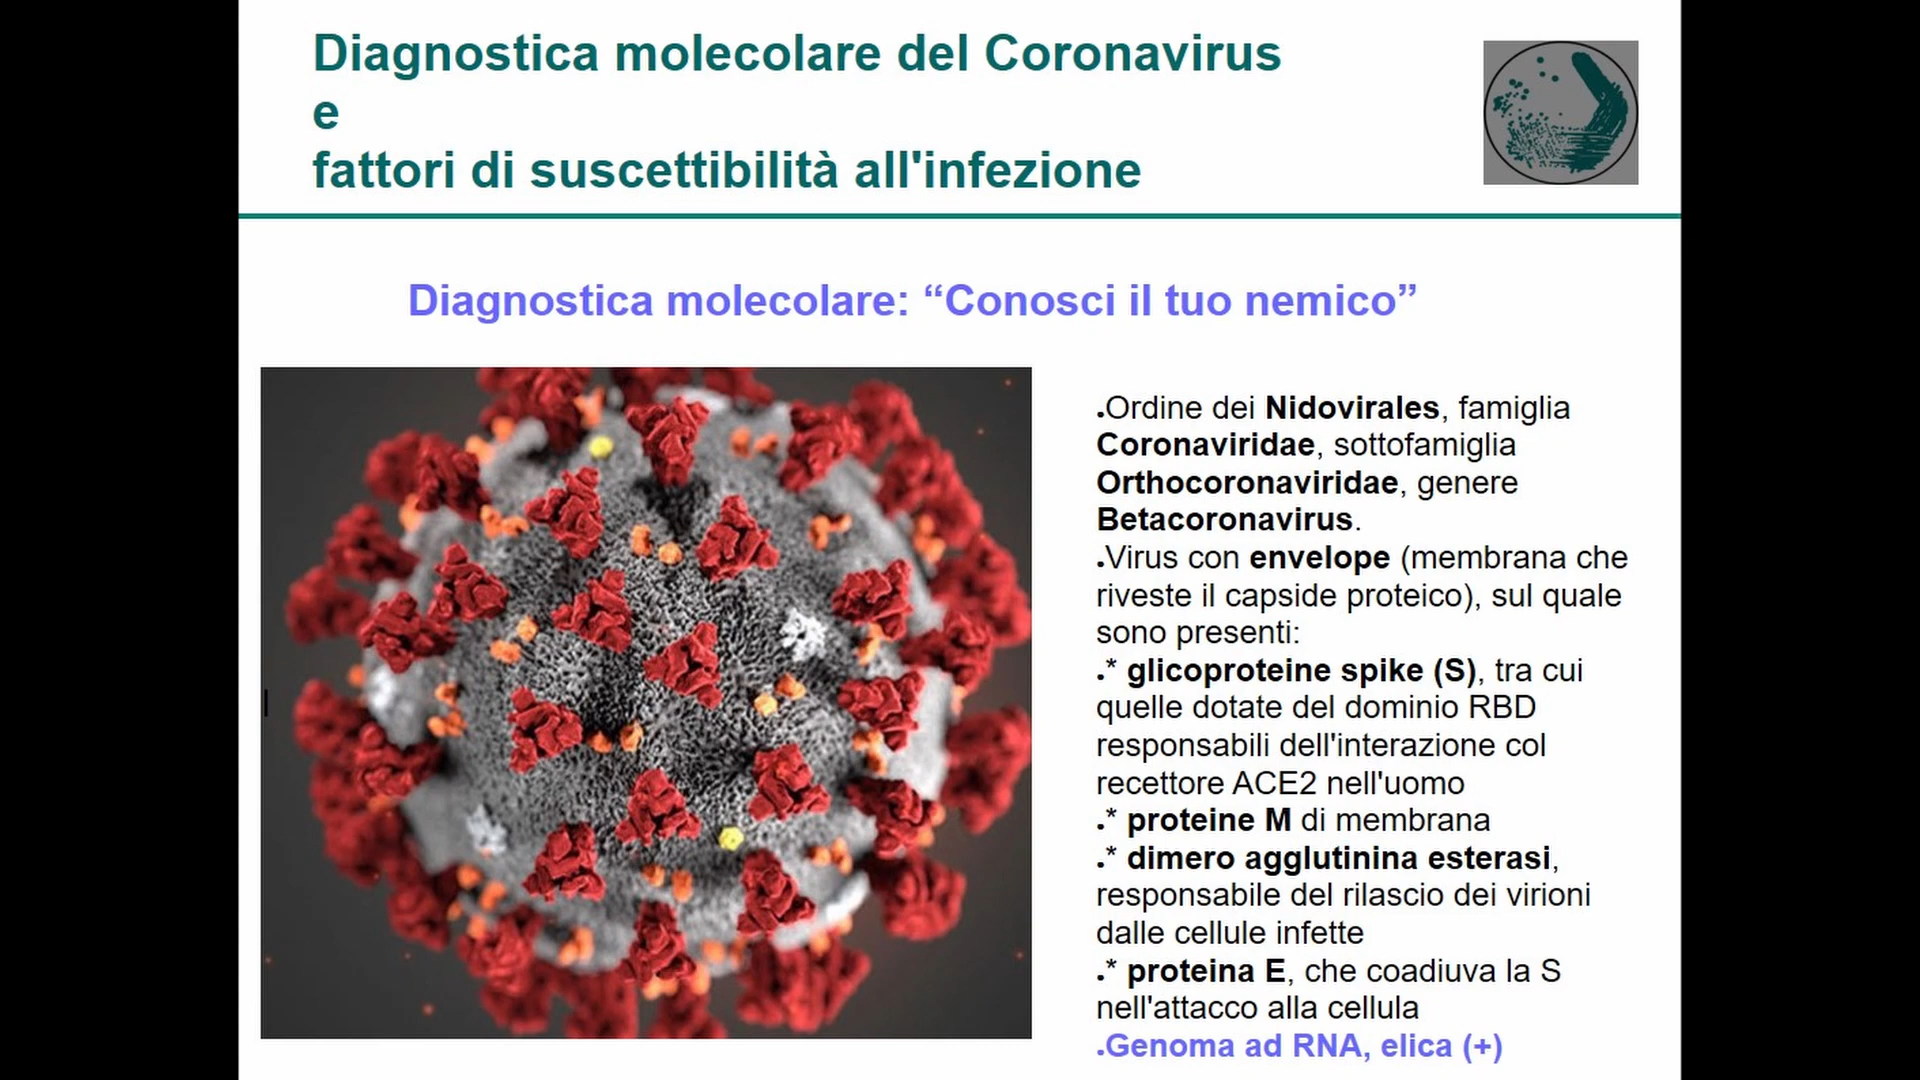 Diagnostica molecolare del Coronavirus
e
fattori di suscettibilità all'infezione
Diagnostica molecolare: “Conosci il tuo nemico”
.Ordine dei Nidovirales, famiglia
Coronaviridae, sottofamiglia
Orthocoronaviridae, genere
Betacoronavirus.
.Virus con envelope (membrana che
riveste il capside proteico), sul quale
sono presenti:
.* glicoproteine spike (S), tra cui
quelle dotate del dominio RBD
responsabili dell'interazione col
recettore ACE2 nell'uomo
.* proteine M di membrana
.* dimero agglutinina esterasi,
responsabile del rilascio dei virioni
dalle cellule infette
.* proteina E, che coadiuva la S
nell'attacco alla cellula
.Genoma ad RNA, elica (+)